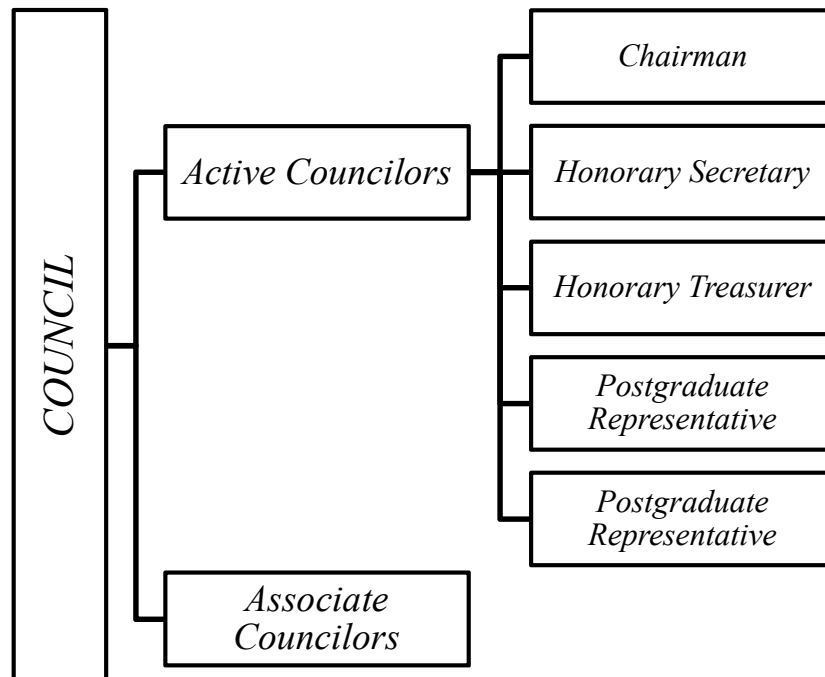 COUNCIL
Active Councilors
Chairman
Honorary Secretary
Honorary Treasurer
Postgraduate
Representative
Postgraduate
Representative
Associate
Councilors